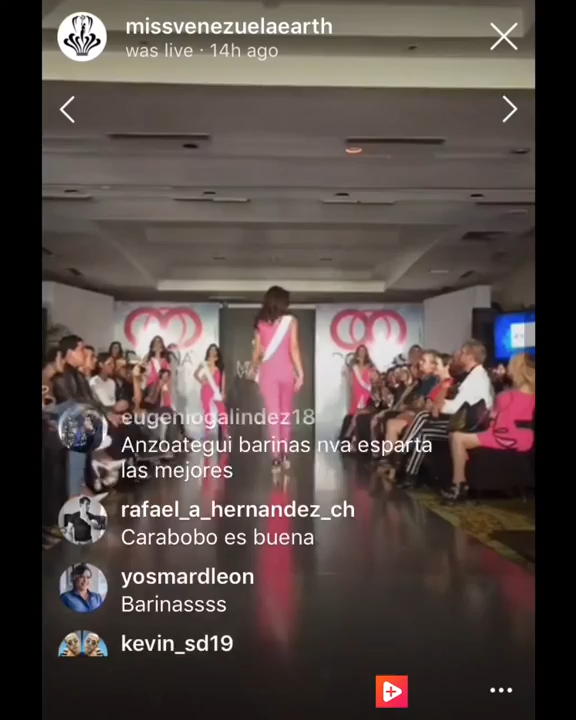 missvenezuelaearth
was live · 14h ago
eugeniogalindez18
Anzoategui barinas nva esparta
las mejores
rafael_a_hernandez_ch
Carabobo es buena
yosmardleon
Barinassss
kevin_sd19